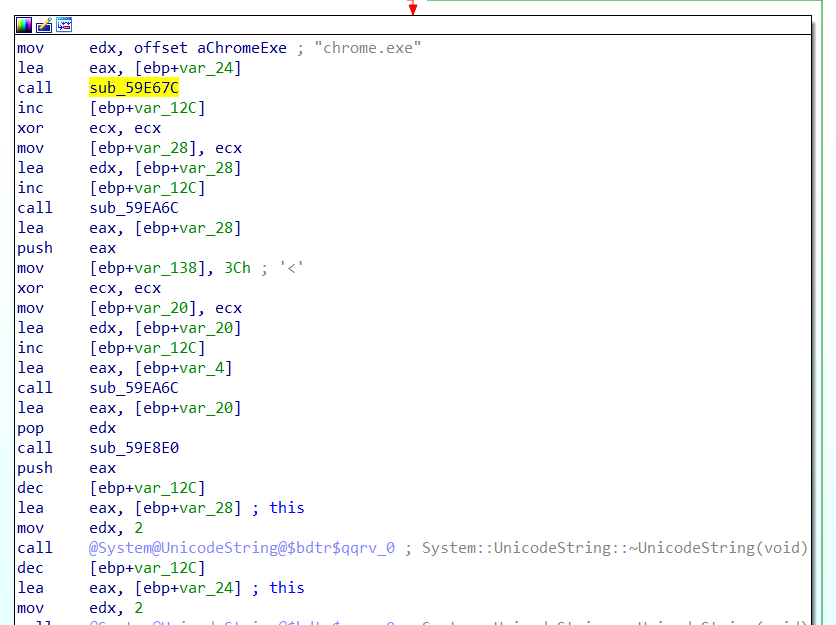 mov edx, offset aChromeExe ; "chrome.exe"
lea eax, [ebp+var_24]
call sub_59E67C
inc [ebp+var_12C]
xor ecx, ecx
mov [ebp+var_28], ecx
lea edx, [ebp+var_28]
inc [ebp+var_12C]
call sub_59EA6C
lea eax, [ebp+var_28]
push eax
mov [ebp+var_138], 3Ch ; '<'
xor ecx, ecx
mov [ebp+var_20], ecx
lea edx, [ebp+var_20]
inc [ebp+var_12C]
lea eax, [ebp+var_4]
call sub_59EA6C
lea eax, [ebp+var_20]
pop edx
call sub_59E8E0
push eax
dec [ebp+var_12C]
lea eax, [ebp+var_28] ; this
mov edx, 2
call @System@UnicodeString@$bdtr$qqrv_0 ; System::UnicodeString::~UnicodeString(void)
dec [ebp+var_12C]
lea eax, [ebp+var_24] ; this
mov edx, 2